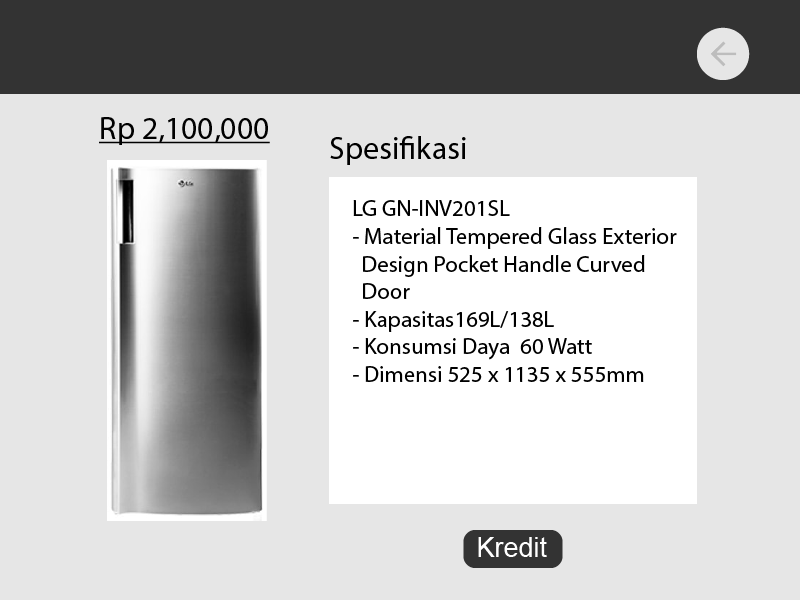 Rp 2,100,000
Spesifikasi
LG GN-INV201SL
- Material Tempered Glass Exterior
Design Pocket Handle Curved
Door
- Kapasitas169L/138L
- Konsumsi Daya  60 Watt
- Dimensi 525 x 1135 x 555mm
Kredit